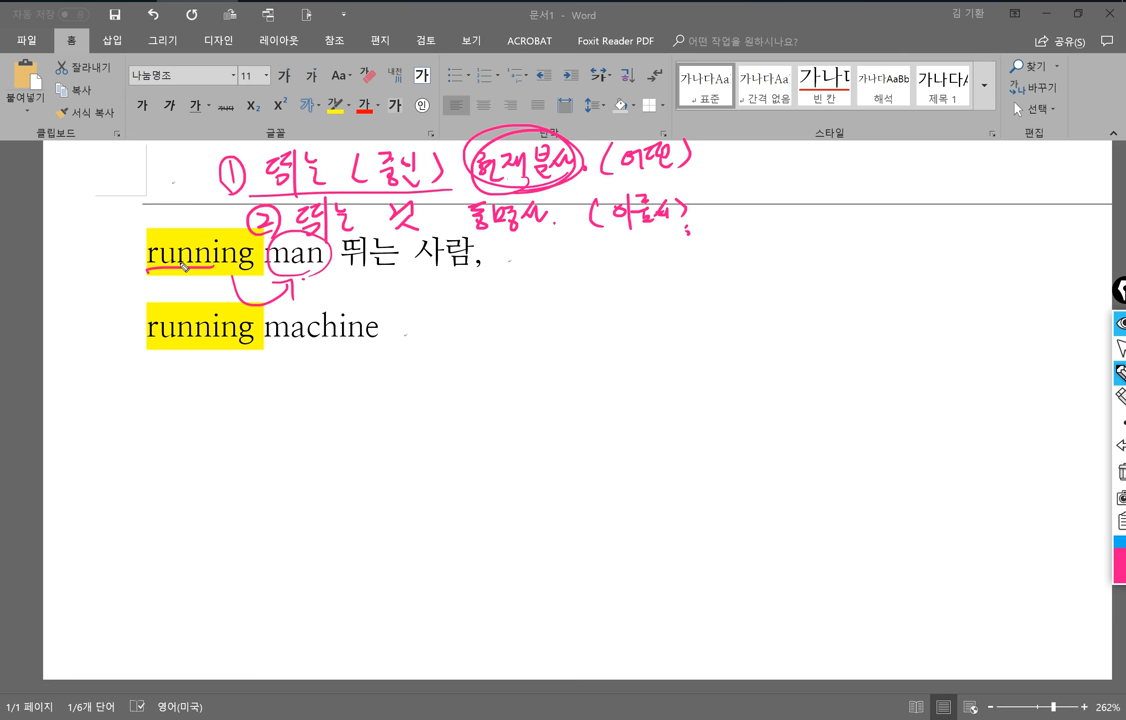 자동 저장
문서1 - Word
김 기환
파일 홈 삽입 그리기 디자인 레이아웃 참조 편지 검토 보기 ACROBAT Foxit Reader PDF 어떤 작업을 원하시나요? 공유(S)
붙여넣기
잘라내기
복사
서식 복사
클립보드
나눔명조 11
글꼴
단락
가나다Aa 가나다Aa 가나다 가나다AaBb 가나다
표준 간격 없음 빈 칸 해석 제목 1
스타일
찾기
바꾸기
선택
편집
① 뛰는 (중인) 현재분사. (어떤)
② 뛰는 것 동명사.
running man 뛰는 사람,
running machine
1/1 페이지 1/6개 단어 영어(미국) 262%